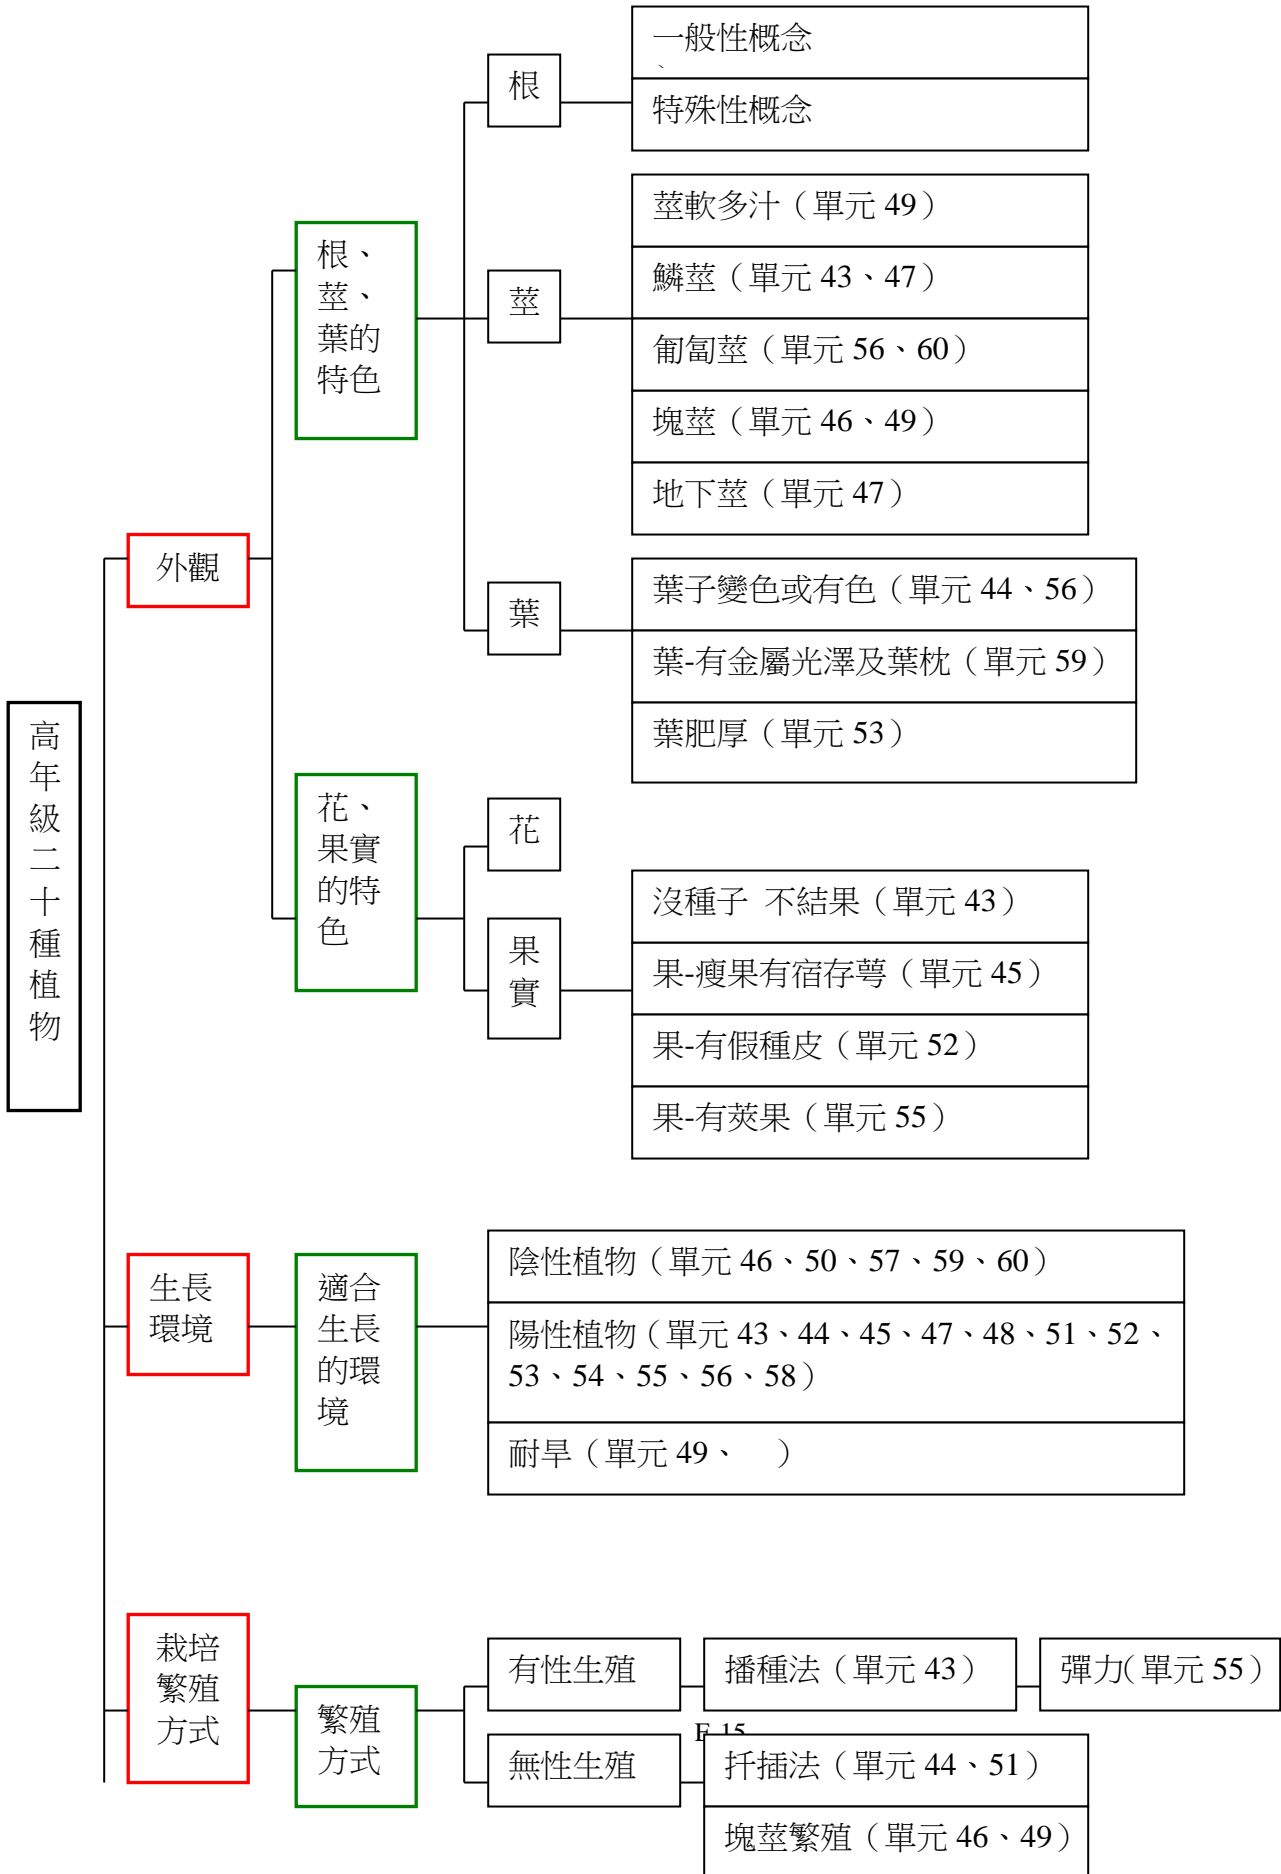 高年級二十種植物
外觀
根、
莖、
葉的
特色
根
一般性概念
、
特殊性概念
莖
莖軟多汁（單元 49）
鱗莖（單元 43、47）
匍匐莖（單元 56、60）
塊莖（單元 46、49）
地下莖（單元 47）
葉
葉子變色或有色（單元 44、56）
葉-有金屬光澤及葉枕（單元 59）
葉肥厚（單元 53）
花、
果實
的特
色
花
果實
沒種子 不結果（單元 43）
果-瘦果有宿存萼（單元 45）
果-有假種皮（單元 52）
果-有莢果（單元 55）
生長
環境
適合
生長
的環
境
陰性植物（單元 46、50、57、59、60）
陽性植物（單元 43、44、45、47、48、51、52、
53、54、55、56、58）
耐旱（單元 49、　）
栽培
繁殖
方式
繁殖
方式
有性生殖
播種法（單元 43）
彈力（單元 55）
無性生殖
扦插法（單元 44、51）
塊莖繁殖（單元 46、49）